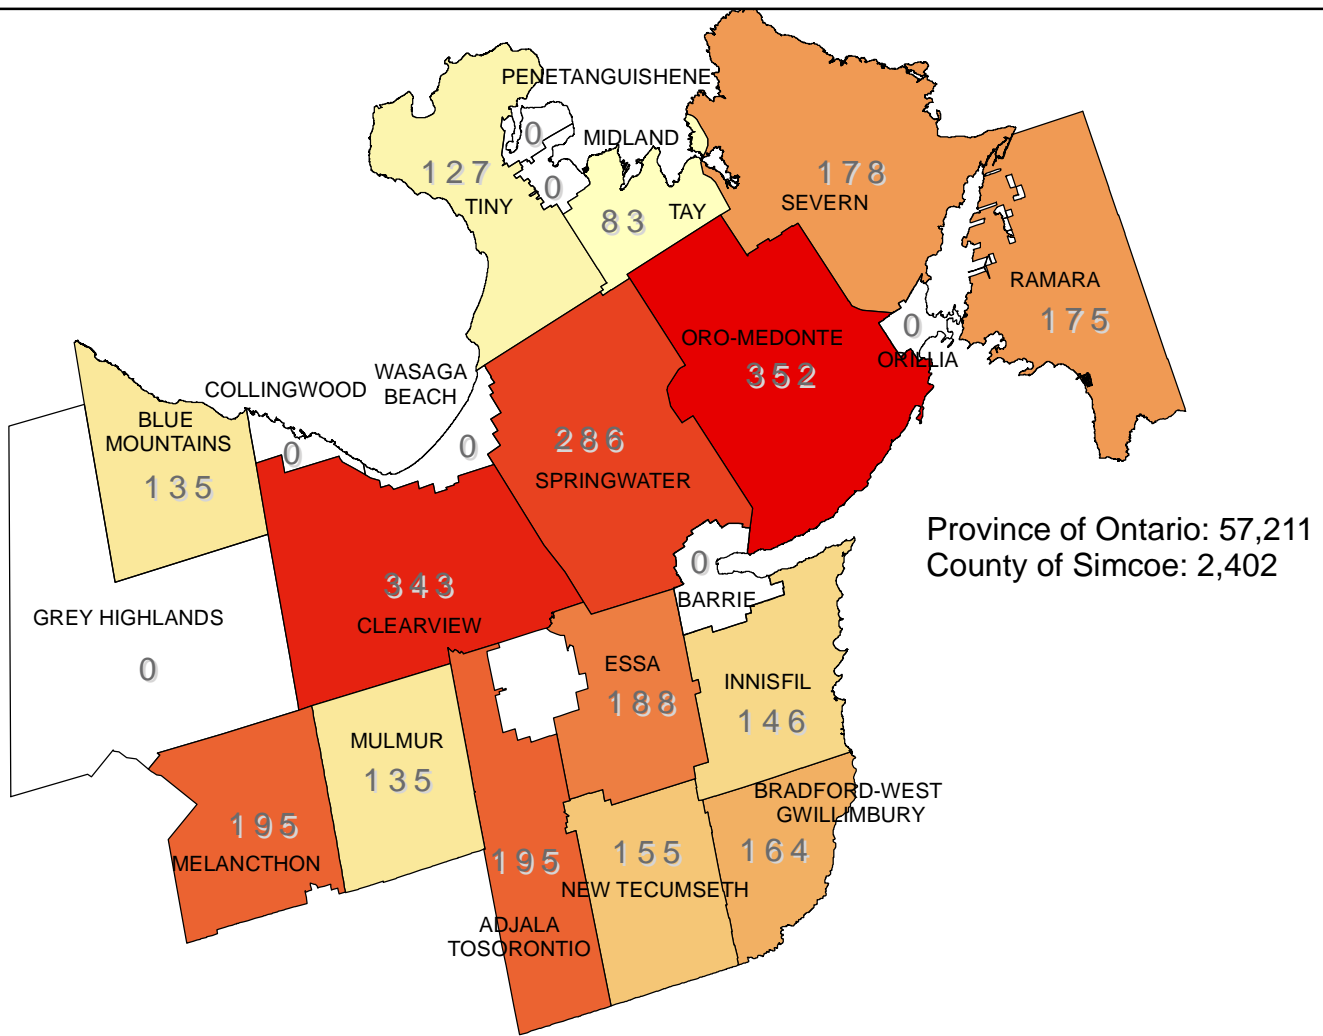 PENETANGUISHENE
0
MIDLAND
0
127
TINY
83
TAY
178
SEVERN
RAMARA
175
ORO-MEDONTE
352
0
ORILLIA
WASAGA
BEACH
0
COLLINGWOOD
0
BLUE
MOUNTAINS
135
286
SPRINGWATER
Province of Ontario: 57,211
County of Simcoe: 2,402
0
BARRIE
343
CLEARVIEW
GREY HIGHLANDS
0
ESSA
188
INNISFIL
146
MULMUR
135
BRADFORD-WEST
GWILLIMBURY
164
195
MELANCTHON
195
ADJALA
TOSORONTIO
155
NEW TECUMSETH